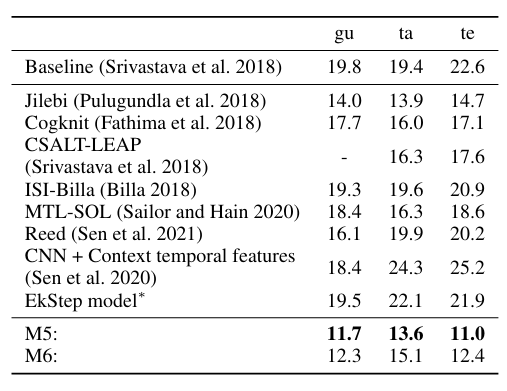 gu ta te
Baseline (Srivastava et al. 2018) 19.8 19.4 22.6
Jilebi (Pulugundla et al. 2018) 14.0 13.9 14.7
Cogknit (Fathima et al. 2018) 17.7 16.0 17.1
CSALT-LEAP
(Srivastava et al. 2018) - 16.3 17.6
ISI-Billa (Billa 2018) 19.3 19.6 20.9
MTL-SOL (Sailor and Hain 2020) 18.4 16.3 18.6
Reed (Sen et al. 2021) 16.1 19.9 20.2
CNN + Context temporal features
(Sen et al. 2020) 18.4 24.3 25.2
EkStep model* 19.5 22.1 21.9
M5: 11.7 13.6 11.0
M6: 12.3 15.1 12.4